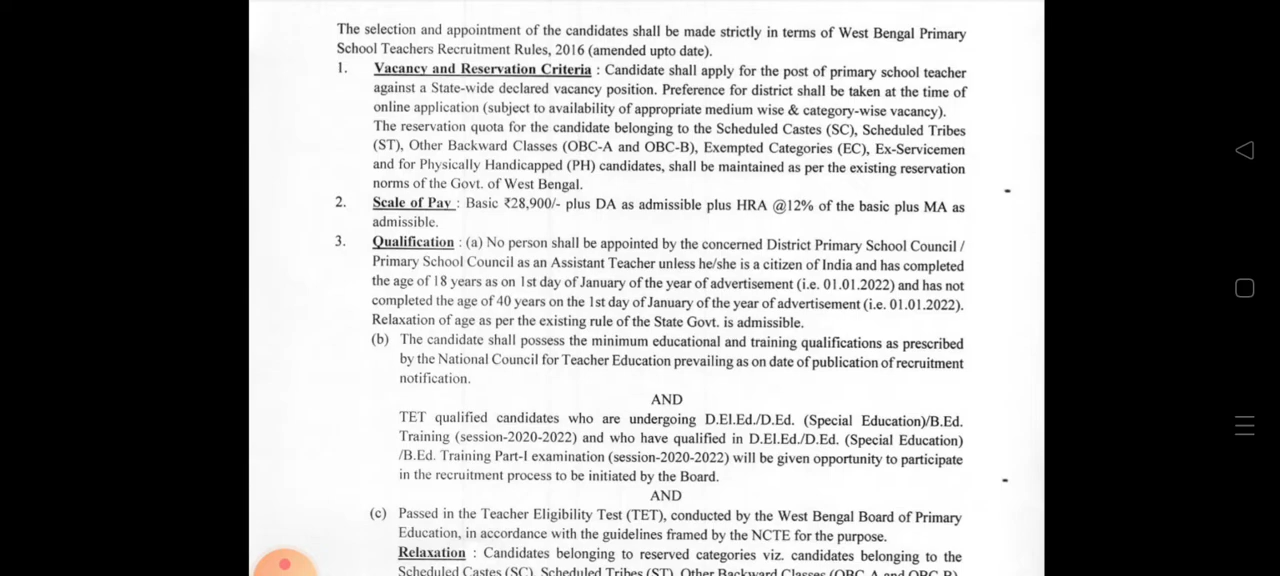 The selection and appointment of the candidates shall be made strictly in terms of West Bengal Primary
School Teachers Recruitment Rules, 2016 (amended upto date).
1. Vacancy and Reservation Criteria : Candidate shall apply for the post of primary school teacher
against a State-wide declared vacancy position. Preference for district shall be taken at the time of
online application (subject to availability of appropriate medium wise & category-wise vacancy).
The reservation quota for the candidate belonging to the Scheduled Castes (SC), Scheduled Tribes
(ST), Other Backward Classes (OBC-A and OBC-B), Exempted Categories (EC), Ex-Servicemen
and for Physically Handicapped (PH) candidates, shall be maintained as per the existing reservation
norms of the Govt. of West Bengal.
2. Scale of Pay : Basic ₹28,900/- plus DA as admissible plus HRA @12% of the basic plus MA as
admissible.
3. Qualification : (a) No person shall be appointed by the concerned District Primary School Council /
Primary School Council as an Assistant Teacher unless he/she is a citizen of India and has completed
the age of 18 years as on 1st day of January of the year of advertisement (i.e. 01.01.2022) and has not
completed the age of 40 years on the 1st day of January of the year of advertisement (i.e. 01.01.2022).
Relaxation of age as per the existing rule of the State Govt. is admissible.
(b) The candidate shall possess the minimum educational and training qualifications as prescribed
by the National Council for Teacher Education prevailing as on date of publication of recruitment
notification.
AND
TET qualified candidates who are undergoing D.El.Ed./D.Ed. (Special Education)/B.Ed.
Training (session-2020-2022) and who have qualified in D.El.Ed./D.Ed. (Special Education)
/B.Ed. Training Part-I examination (session-2020-2022) will be given opportunity to participate
in the recruitment process to be initiated by the Board.
AND
(c) Passed in the Teacher Eligibility Test (TET), conducted by the West Bengal Board of Primary
Education, in accordance with the guidelines framed by the NCTE for the purpose.
Relaxation : Candidates belonging to reserved categories viz. candidates belonging to the
Scheduled Castes (SC), Scheduled Tribes (ST), Other Backward Classes (OBC-A and OBC-B),